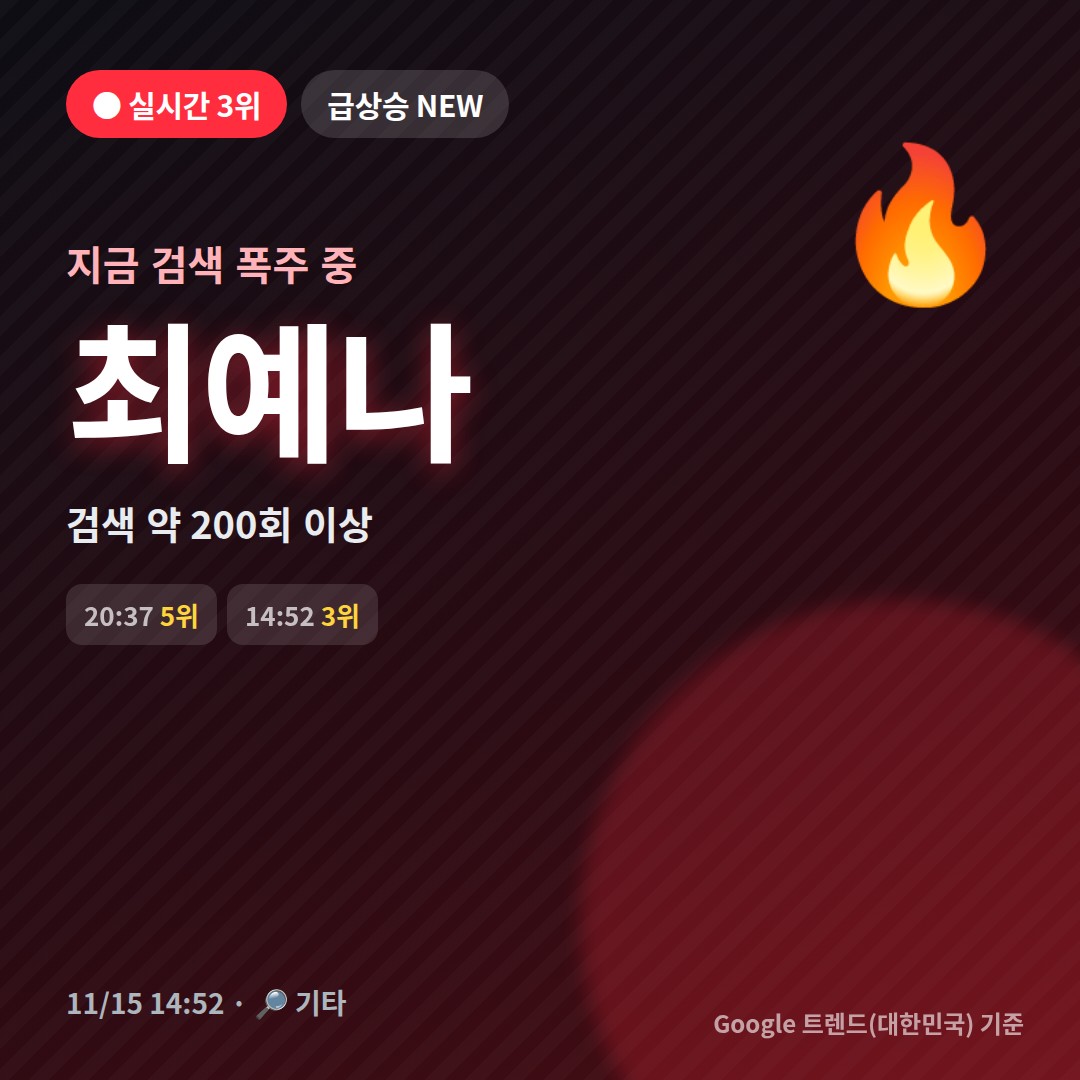 실시간 3위
급상승 NEW
지금 검색 폭주 중
최예나
검색 약 200회 이상
20:37 5위
14:52 3위
11/15 14:52 · 🔎 기타
Google 트렌드(대한민국) 기준